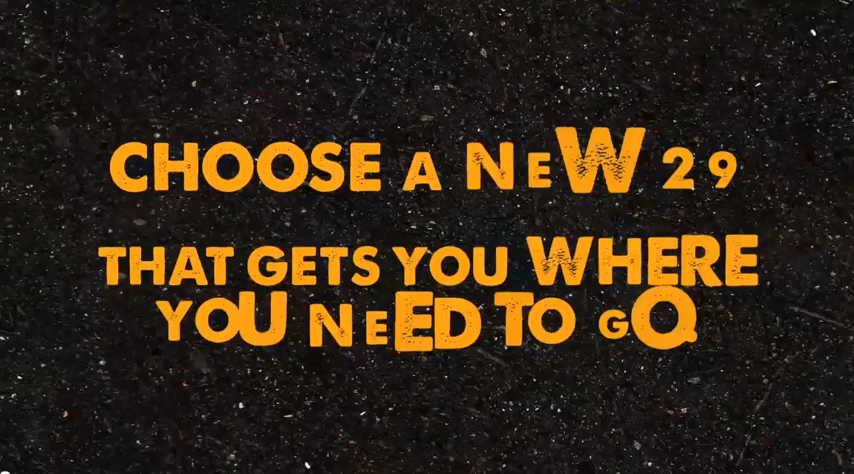 CHOOSE A NeW 29
THAT GETS YOU WHERE
YOU NEED TO GO